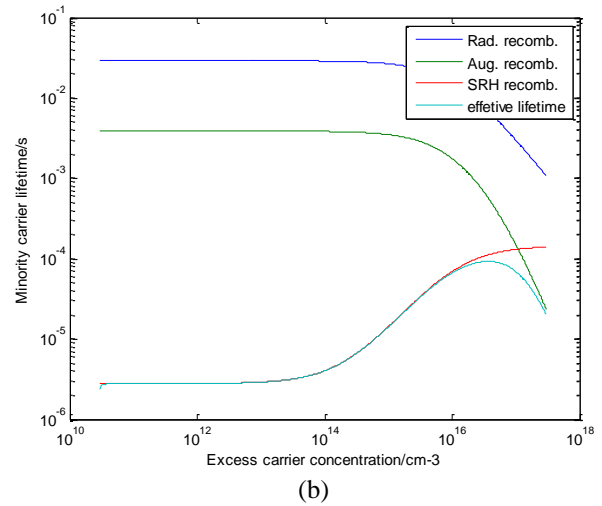 10^-1
10^-2
10^-3
10^-4
10^-5
10^-6
Minority carrier lifetime/s
Rad. recomb.
Aug. recomb.
SRH recomb.
effetive lifetime
10^10 10^12 10^14 10^16 10^18
Excess carrier concentration/cm-3
(b)